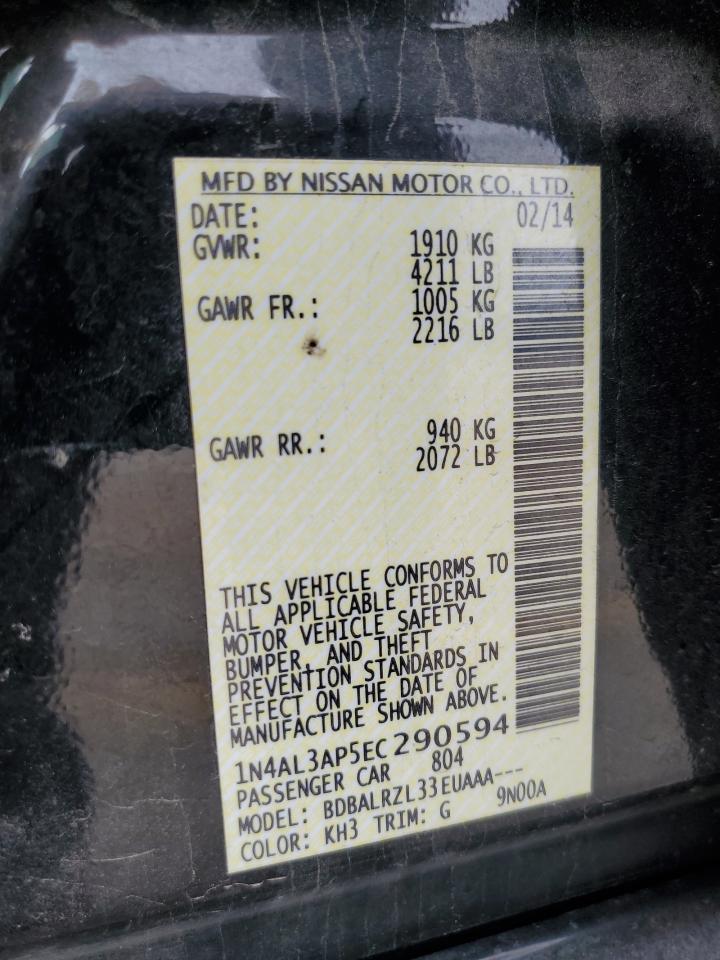 MFD BY NISSAN MOTOR CO., LTD.
DATE: 02/14
GVWR: 1910 KG
4211 LB
GAWR FR.: 1005 KG
2216 LB
GAWR RR.: 940 KG
2072 LB
THIS VEHICLE CONFORMS TO
ALL APPLICABLE FEDERAL
MOTOR VEHICLE SAFETY,
BUMPER, AND THEFT
PREVENTION STANDARDS IN
EFFECT ON THE DATE OF
MANUFACTURE SHOWN ABOVE.
1N4AL3AP5EC290594
PASSENGER CAR 804
MODEL: BDBALRZL33EUAAA---
COLOR: KH3 TRIM: G 9N00A